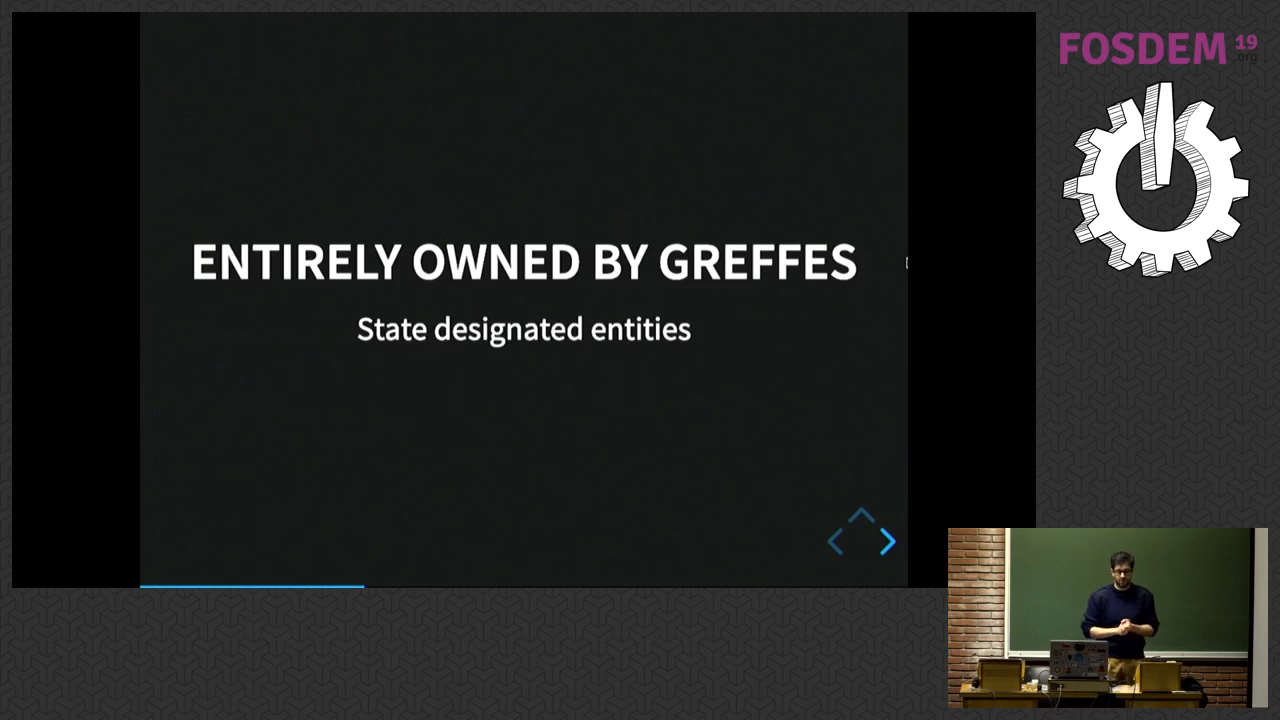 FOSDEM 19
.org
ENTIRELY OWNED BY GREFFES
State designated entities